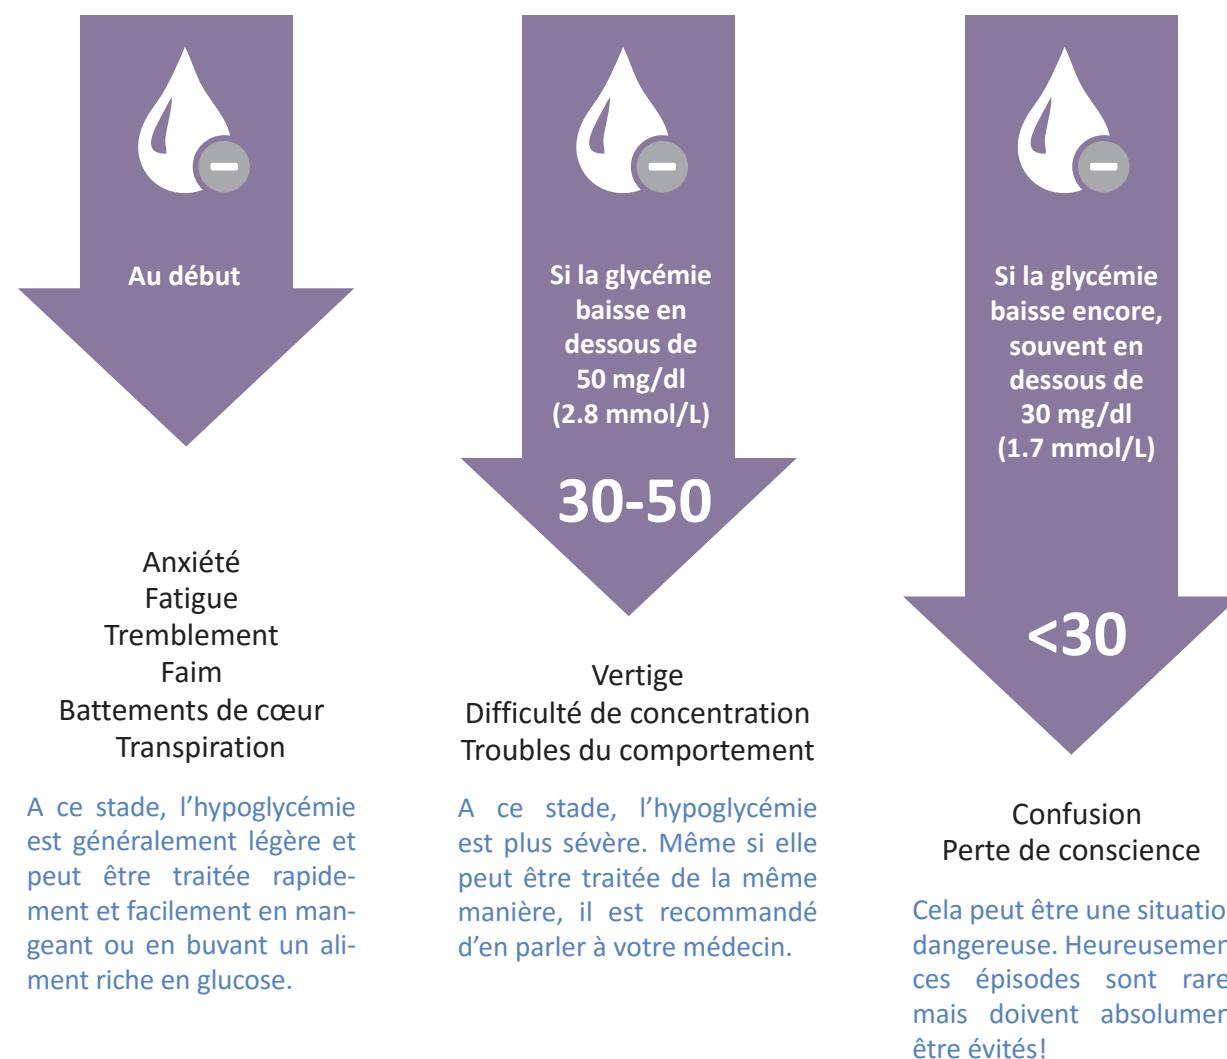 Au début
Anxiété
Fatigue
Tremblement
Faim
Battements de cœur
Transpiration
A ce stade, l’hypoglycémie
est généralement légère et
peut être traitée rapide-
ment et facilement en man-
geant ou en buvant un ali-
ment riche en glucose.
Si la glycémie
baisse en
dessous de
50 mg/dl
(2.8 mmol/L)
30-50
Vertige
Difficulté de concentration
Troubles du comportement
A ce stade, l’hypoglycémie
est plus sévère. Même si elle
peut être traitée de la même
manière, il est recommandé
d’en parler à votre médecin.
Si la glycémie
baisse encore,
souvent en
dessous de
30 mg/dl
(1.7 mmol/L)
<30
Confusion
Perte de conscience
Cela peut être une situatio
dangereuse. Heureusemen
ces épisodes sont rare
mais doivent absolumen
être évités!